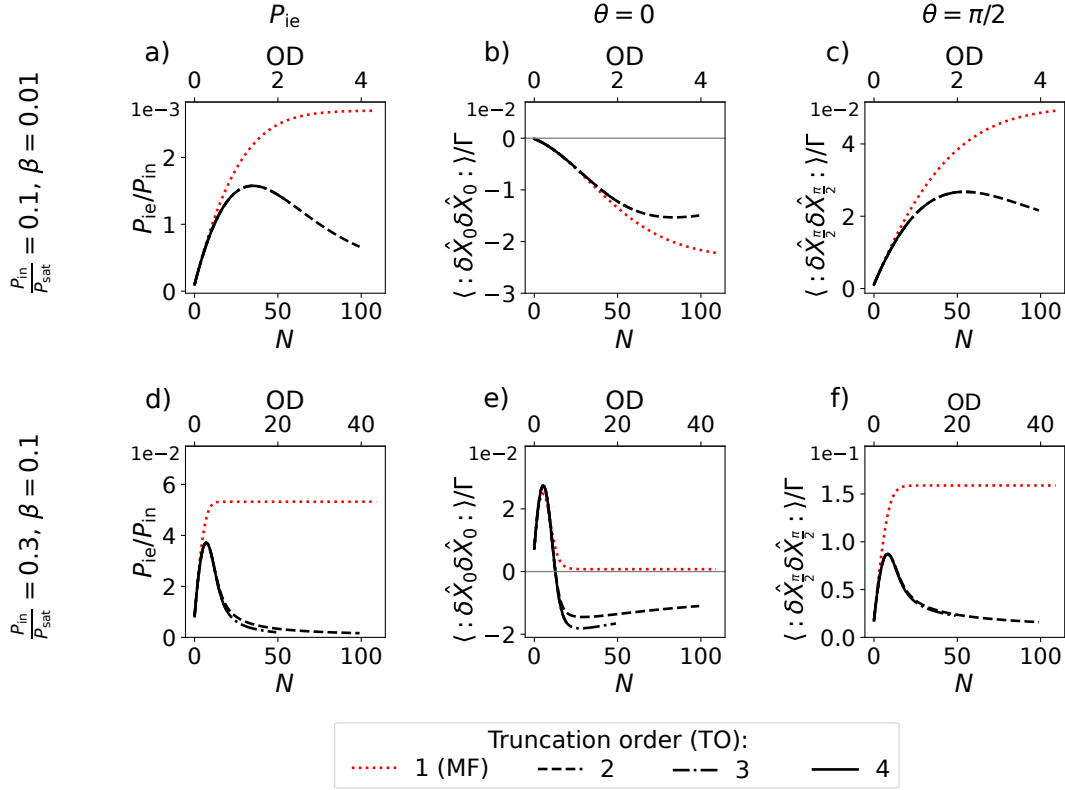 P_ie θ = 0 θ = π/2
P_in/P_sat = 0.1, β = 0.01
a) OD
0 2 4
1e−3
P_ie/P_in
2
1
0
0 50 100
N
b) OD
0 2 4
1e−2
⟨ : δX̂_0 δX̂_0 : ⟩/Γ
0
−1
−2
−3
0 50 100
N
c) OD
0 2 4
1e−2
⟨ : δX̂_π/2 δX̂_π/2 : ⟩/Γ
4
2
0
0 50 100
N
P_in/P_sat = 0.3, β = 0.1
d) OD
0 20 40
1e−2
P_ie/P_in
6
4
2
0
0 50 100
N
e) OD
0 20 40
1e−2
⟨ : δX̂_0 δX̂_0 : ⟩/Γ
2
0
−2
0 50 100
N
f) OD
0 20 40
1e−1
⟨ : δX̂_π/2 δX̂_π/2 : ⟩/Γ
1.5
1.0
0.5
0.0
0 50 100
N
Truncation order (TO):
1 (MF) 2 3 4